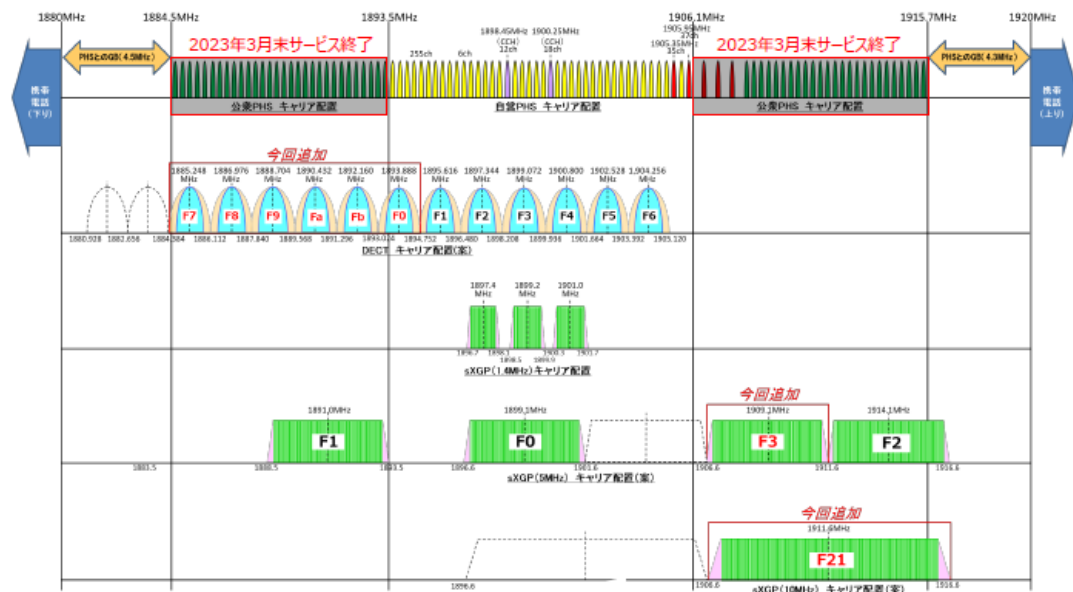 1880MHz
1884.5MHz
1893.5MHz
1906.1MHz
1915.7MHz
1920MHz
PHSとのGB(4.5MHz)
2023年3月末サービス終了
255ch
6ch
1898.45MHz
(CCH)
12ch
1900.25MHz
(CCH)
18ch
1905.35MHz
35ch
37ch
2023年3月末サービス終了
PHSとのGB(4.3MHz)
携帯
電話
(下り)
携帯
電話
(上り)
公衆PHS キャリア配置
自営PHS キャリア配置
公衆PHS キャリア配置
今回追加
1885.248
MHz
1886.976
MHz
1888.704
MHz
1890.432
MHz
1892.160
MHz
1893.888
MHz
1895.616
MHz
1897.344
MHz
1899.072
MHz
1900.800
MHz
1902.528
MHz
1,904.256
MHz
F7
F8
F9
Fa
Fb
F0
F1
F2
F3
F4
F5
F6
1880.928
1882.656
1884.384
1886.112
1887.840
1889.568
1891.296
1893.024
1894.752
1896.480
1898.208
1899.936
1901.664
1903.392
1905.120
DECT キャリア配置(案)
1897.4
MHz
1899.2
MHz
1901.0
MHz
1896.7
1898.1
1898.5
1899.9
1900.3
1901.7
sXGP(1.4MHz)キャリア配置
今回追加
1891.0MHz
1899.1MHz
1909.1MHz
1914.1MHz
F1
F0
F3
F2
1883.5
1888.5
1893.5
1896.6
1901.6
1906.6
1911.6
1916.6
sXGP(5MHz) キャリア配置(案)
今回追加
1911.6MHz
F21
1896.6
1906.6
1916.6
sXGP(10MHz) キャリア配置(案)